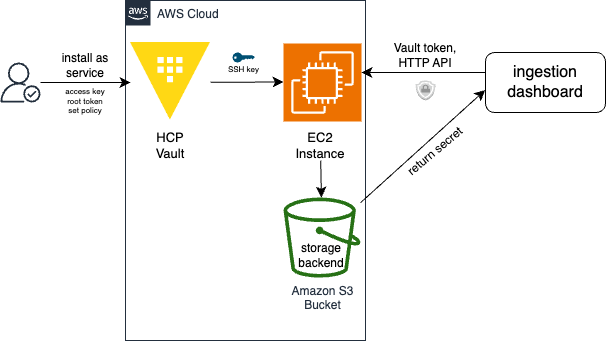 aws
AWS Cloud
install as
service
access key
root token
set policy
SSH key
Vault token,
HTTP API
ingestion
dashboard
HCP
Vault
EC2
Instance
return secret
storage
backend
Amazon S3
Bucket